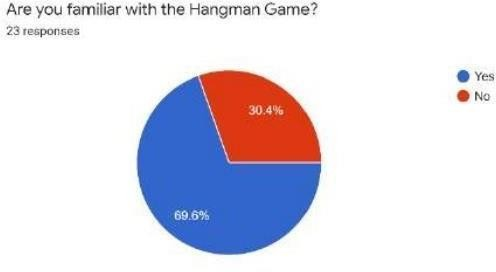 Are you familiar with the Hangman Game?
23 responses
Yes
No
30.4%
69.6%